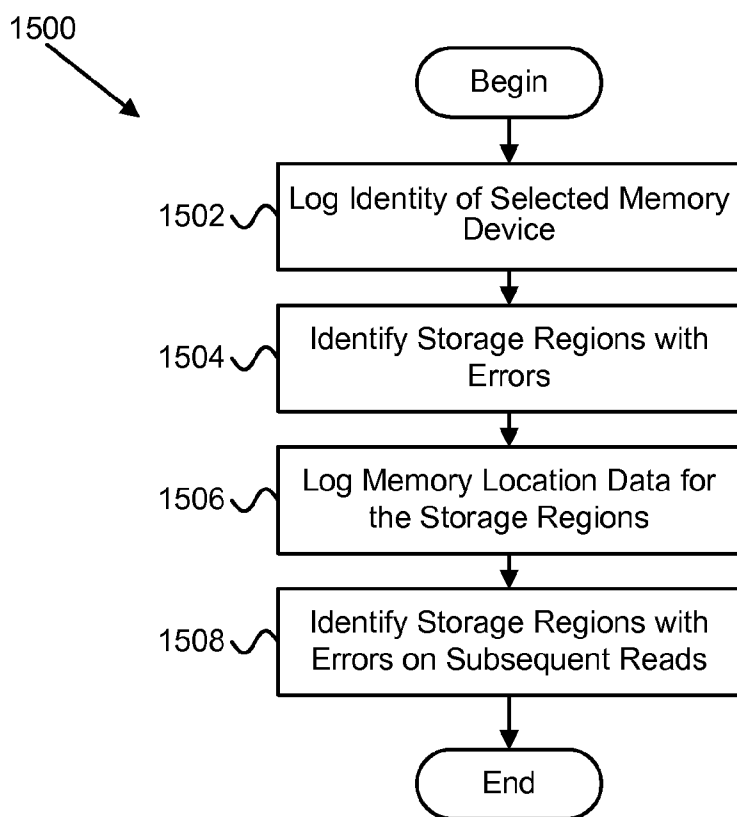 1500
Begin
1502
Log Identity of Selected Memory
Device
1504
Identify Storage Regions with
Errors
1506
Log Memory Location Data for
the Storage Regions
1508
Identify Storage Regions with
Errors on Subsequent Reads
End